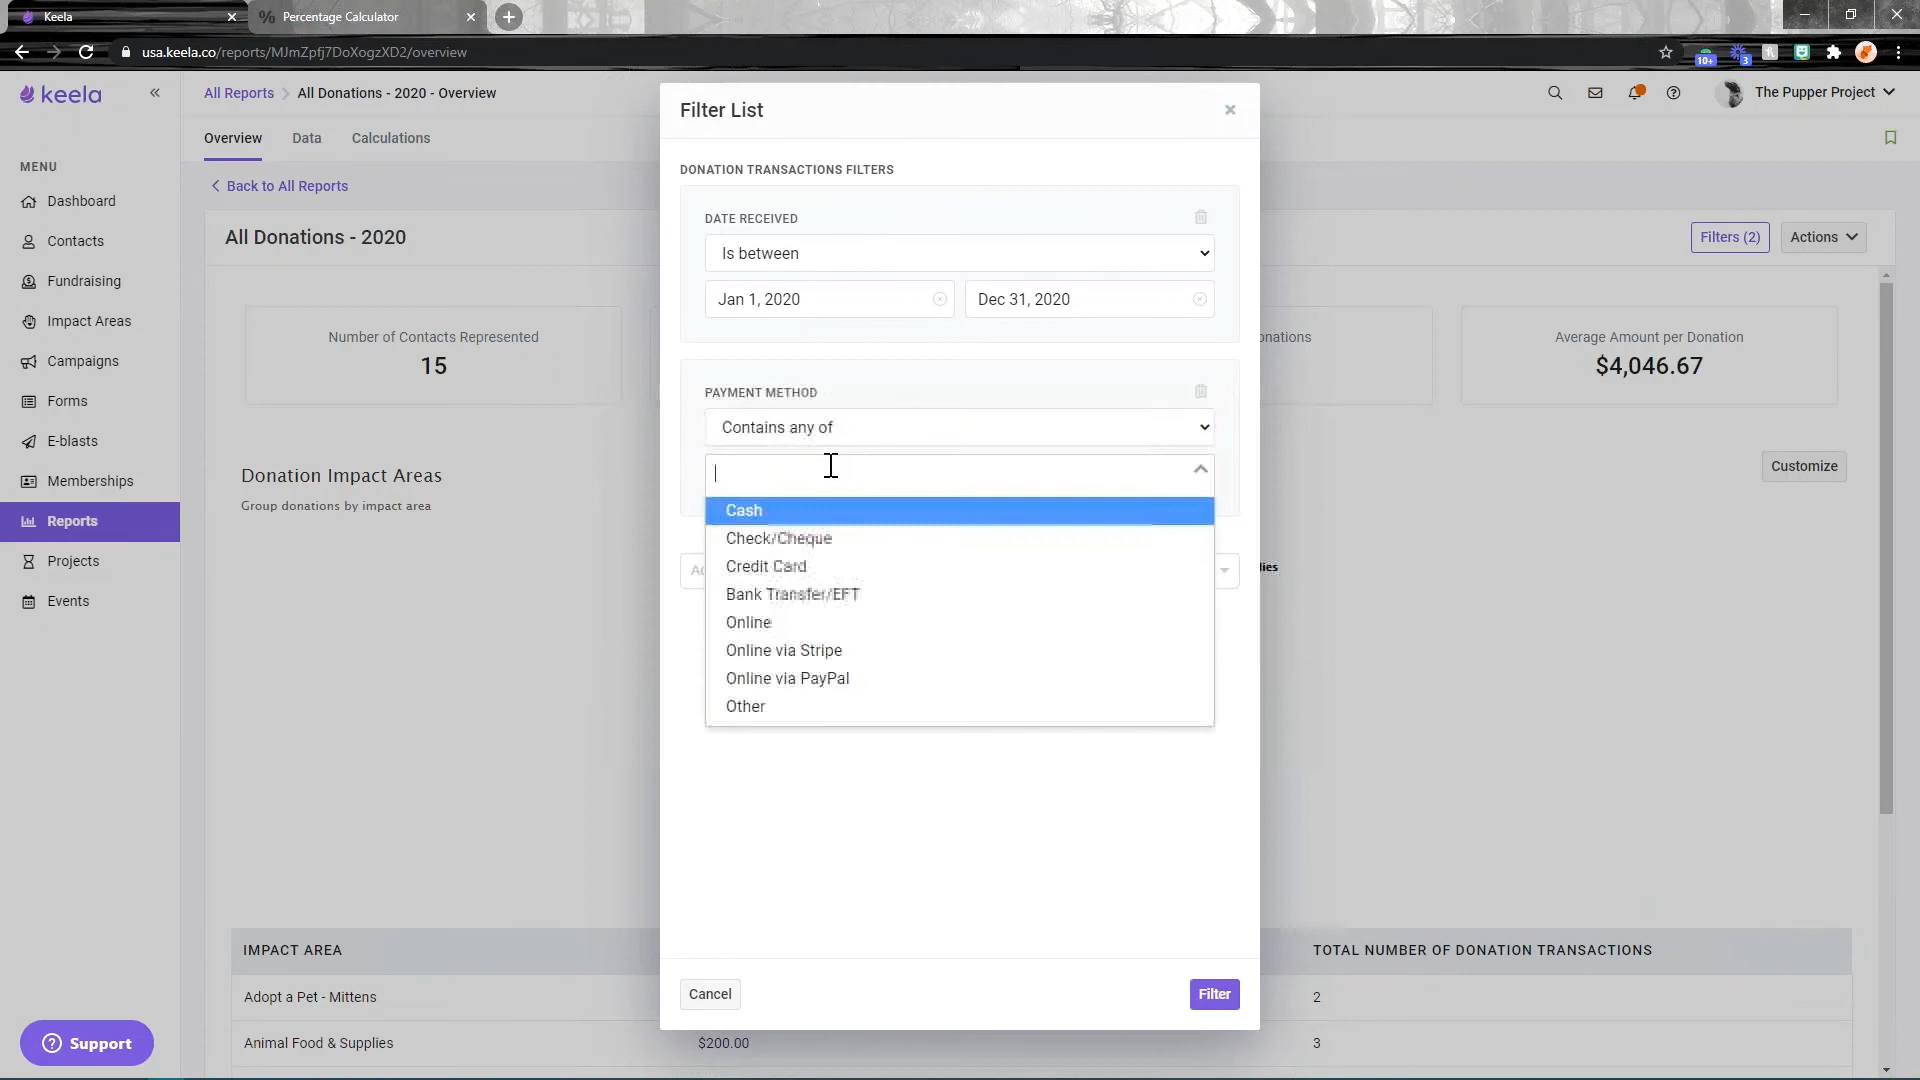 Keela
Percentage Calculator
usa.keela.co/reports/MJmZpfj7DoXogzXD2/overview
10+
3
keela
All Reports
All Donations - 2020 - Overview
The Pupper Project
Overview
Data
Calculations
MENU
Dashboard
Contacts
Fundraising
Impact Areas
Campaigns
Forms
E-blasts
Memberships
Reports
Projects
Events
Support
Back to All Reports
All Donations - 2020
Filters (2)
Actions
Number of Contacts Represented
15
onations
Average Amount per Donation
$4,046.67
Donation Impact Areas
Group donations by impact area
Customize
lies
IMPACT AREA
TOTAL NUMBER OF DONATION TRANSACTIONS
Adopt a Pet - Mittens
2
Animal Food & Supplies
$200.00
3
Filter List
DONATION TRANSACTIONS FILTERS
DATE RECEIVED
Is between
Jan 1, 2020
Dec 31, 2020
PAYMENT METHOD
Contains any of
Cash
Check/Cheque
Credit Card
Bank Transfer/EFT
Online
Online via Stripe
Online via PayPal
Other
Cancel
Filter